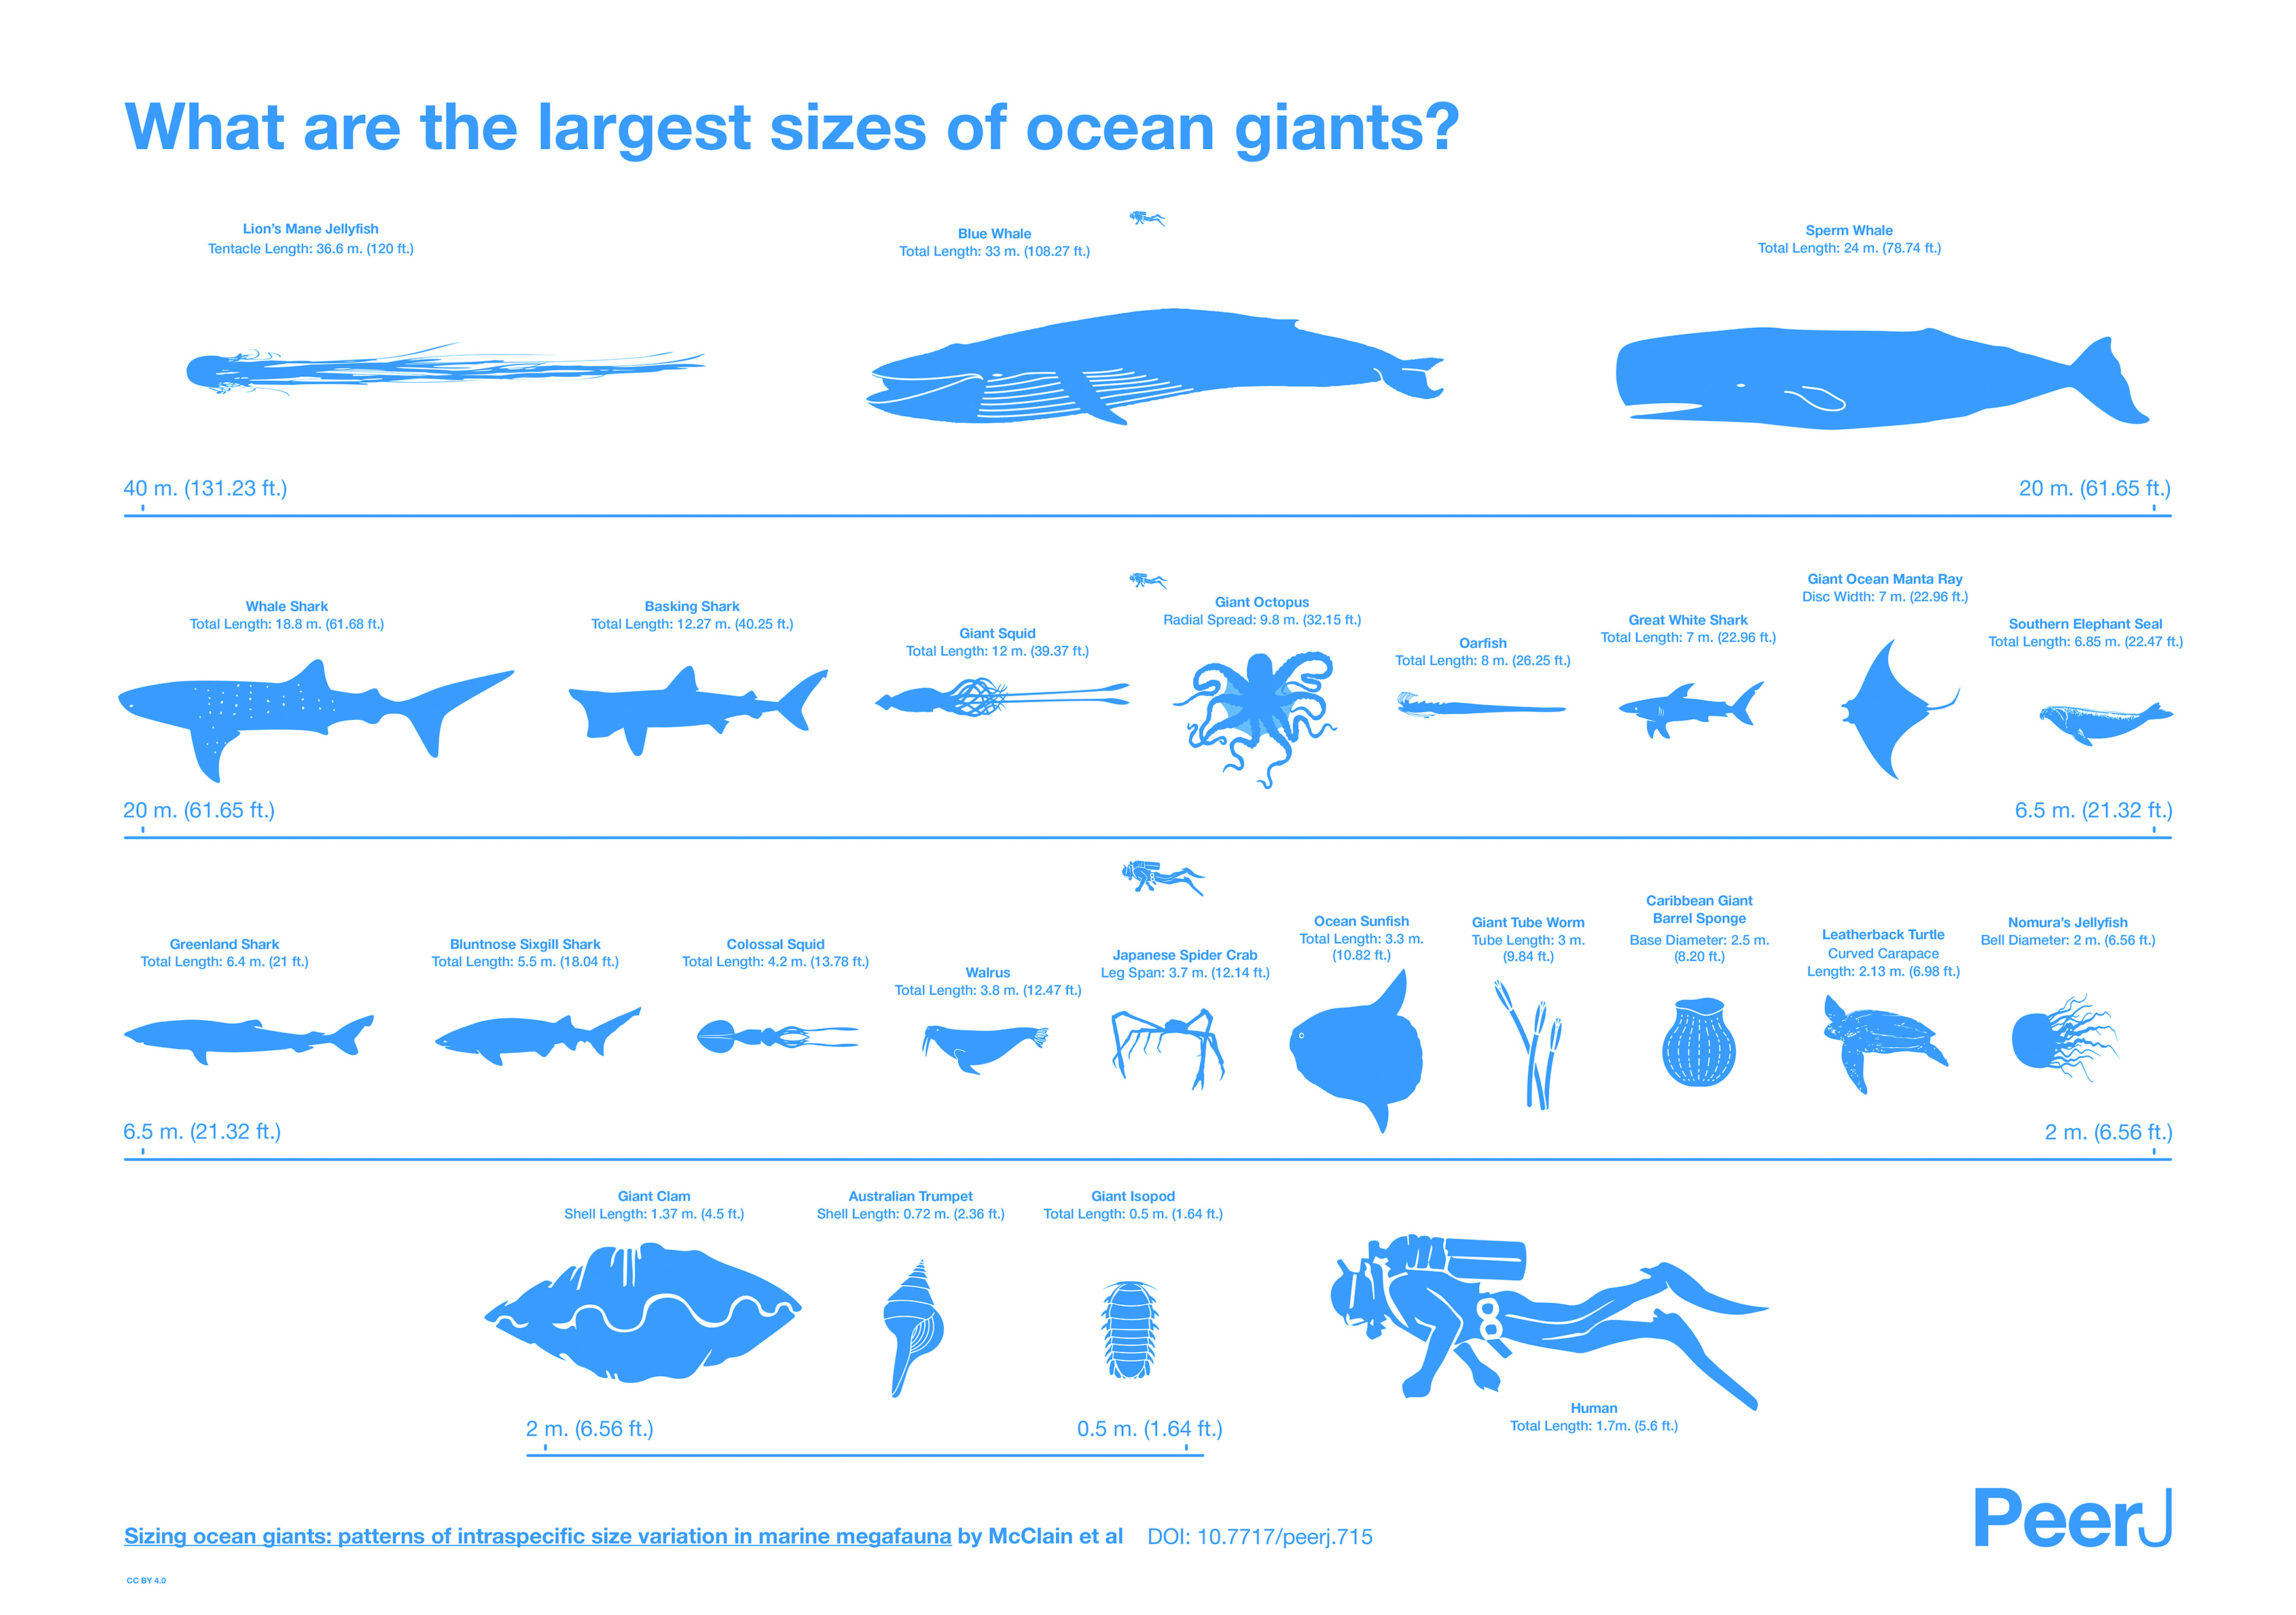 What are the largest sizes of ocean giants?
Lion's Mane Jellyfish
Tentacle Length: 36.6 m. (120 ft.)
Blue Whale
Total Length: 33 m. (108.27 ft.)
Sperm Whale
Total Length: 24 m. (78.74 ft.)
40 m. (131.23 ft.)
20 m. (61.65 ft.)
Whale Shark
Total Length: 18.8 m. (61.68 ft.)
Basking Shark
Total Length: 12.27 m. (40.25 ft.)
Giant Squid
Total Length: 12 m. (39.37 ft.)
Giant Octopus
Radial Spread: 9.8 m. (32.15 ft.)
Oarfish
Total Length: 8 m. (26.25 ft.)
Great White Shark
Total Length: 7 m. (22.96 ft.)
Giant Ocean Manta Ray
Disc Width: 7 m. (22.96 ft.)
Southern Elephant Seal
Total Length: 6.85 m. (22.47 ft.)
20 m. (61.65 ft.)
6.5 m. (21.32 ft.)
Greenland Shark
Total Length: 6.4 m. (21 ft.)
Bluntnose Sixgill Shark
Total Length: 5.5 m. (18.04 ft.)
Colossal Squid
Total Length: 4.2 m. (13.78 ft.)
Walrus
Total Length: 3.8 m. (12.47 ft.)
Japanese Spider Crab
Leg Span: 3.7 m. (12.14 ft.)
Ocean Sunfish
Total Length: 3.3 m.
(10.82 ft.)
Giant Tube Worm
Tube Length: 3 m.
(9.84 ft.)
Caribbean Giant
Barrel Sponge
Base Diameter: 2.5 m.
(8.20 ft.)
Leatherback Turtle
Curved Carapace
Length: 2.13 m. (6.98 ft.)
Nomura's Jellyfish
Bell Diameter: 2 m. (6.56 ft.)
6.5 m. (21.32 ft.)
2 m. (6.56 ft.)
Giant Clam
Shell Length: 1.37 m. (4.5 ft.)
Australian Trumpet
Shell Length: 0.72 m. (2.36 ft.)
Giant Isopod
Total Length: 0.5 m. (1.64 ft.)
8
Human
Total Length: 1.7m. (5.6 ft.)
2 m. (6.56 ft.)
0.5 m. (1.64 ft.)
Sizing ocean giants: patterns of intraspecific size variation in marine megafauna by McClain et al DOI: 10.7717/peerj.715
PeerJ
CC BY 4.0